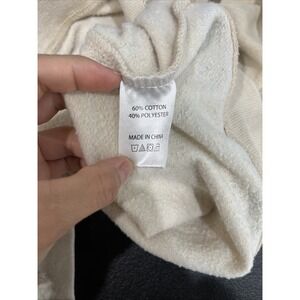 60% COTTON
40% POLYESTER
MADE IN CHINA